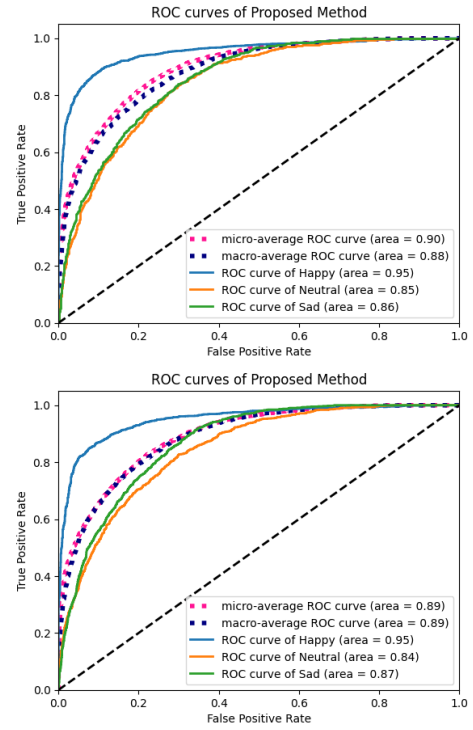 ROC curves of Proposed Method
1.0
0.8
0.6
0.4
0.2
0.0
True Positive Rate
micro-average ROC curve (area = 0.90)
macro-average ROC curve (area = 0.88)
ROC curve of Happy (area = 0.95)
ROC curve of Neutral (area = 0.85)
ROC curve of Sad (area = 0.86)
0.0 0.2 0.4 0.6 0.8 1.0
False Positive Rate
ROC curves of Proposed Method
1.0
0.8
0.6
0.4
0.2
0.0
True Positive Rate
micro-average ROC curve (area = 0.89)
macro-average ROC curve (area = 0.89)
ROC curve of Happy (area = 0.95)
ROC curve of Neutral (area = 0.84)
ROC curve of Sad (area = 0.87)
0.0 0.2 0.4 0.6 0.8 1.0
False Positive Rate